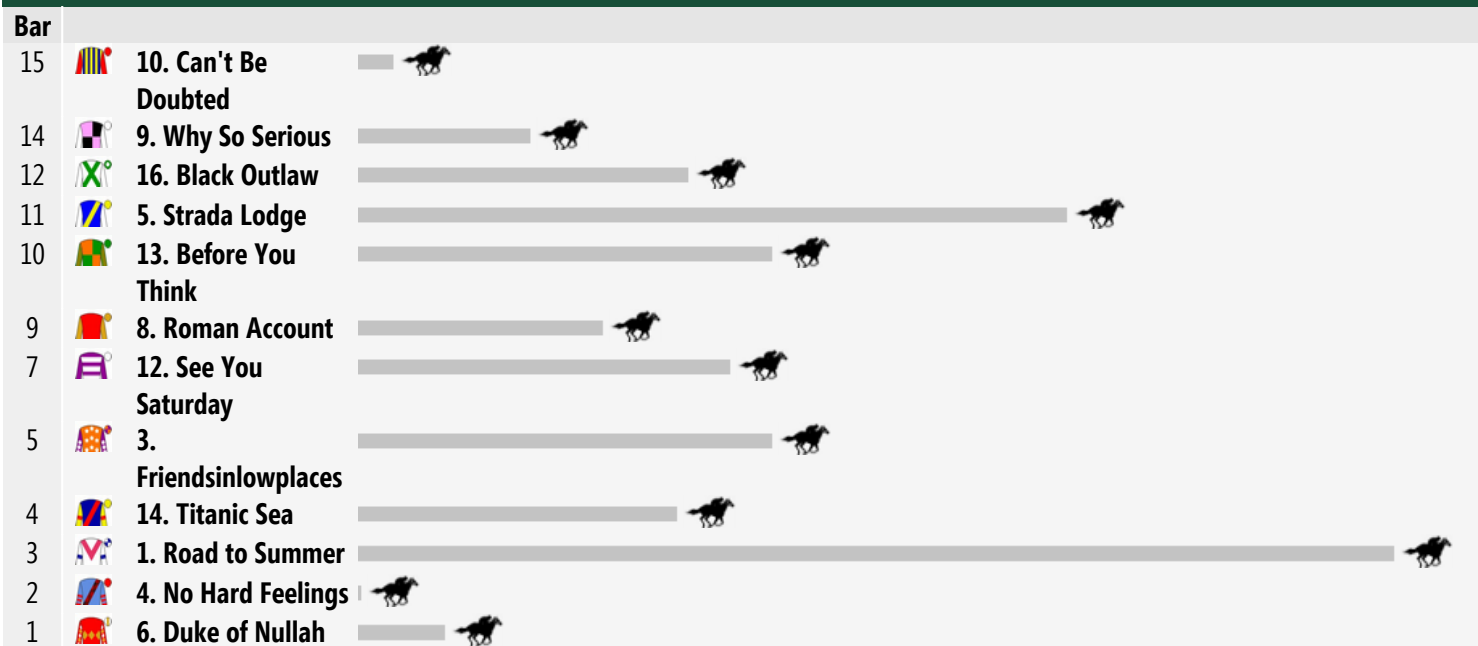 Bar
15 10. Can't Be
Doubted
14 9. Why So Serious
12 16. Black Outlaw
11 5. Strada Lodge
10 13. Before You
Think
9 8. Roman Account
7 12. See You
Saturday
5 3.
Friendsinlowplaces
4 14. Titanic Sea
3 1. Road to Summer
2 4. No Hard Feelings
1 6. Duke of Nullah